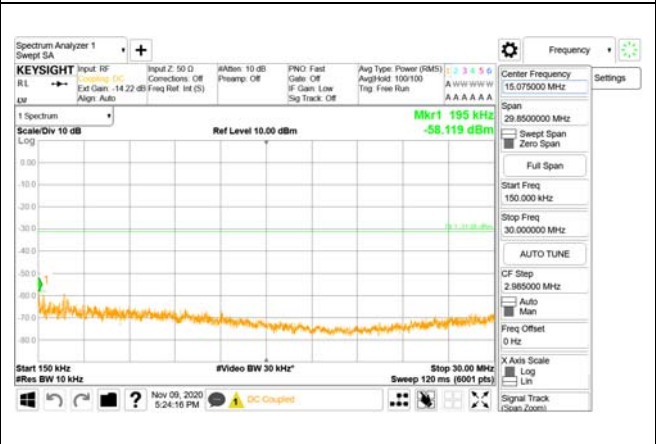 Spectrum Analyzer 1
Swept SA
Frequency
KEYSIGHT Input: RF Input Z: 50 Ω #Atten: 10 dB PNO: Fast Avg Type: Power (RMS) 1 2 3 4 5 6
RL Coupling: DC Corrections: Off Preamp: Off Gate: Off Avg|Hold: 100/100 A W W W W W
Ext Gain: -14.22 dB Freq Ref: Int (S) IF Gain: Low Trig: Free Run
Align: Auto Sig Track: Off A A A A A A
1 Spectrum
Mkr1 195 kHz
Scale/Div 10 dB Ref Level 10.00 dBm -58.119 dBm
Log
0.00
-10.0
-20.0
-30.0
-40.0
-50.0
-60.0
-70.0
-80.0
1
Start 150 kHz #Video BW 30 kHz* Stop 30.00 MHz
#Res BW 10 kHz Sweep 120 ms (6001 pts)
Nov 09, 2020
5:24:16 PM
DC Coupled
Center Frequency
15.075000 MHz
Settings
Span
29.8500000 MHz
Swept Span
Zero Span
Full Span
Start Freq
150.000 kHz
Stop Freq
30.000000 MHz
AUTO TUNE
CF Step
2.985000 MHz
Auto
Man
Freq Offset
0 Hz
X Axis Scale
Log
Lin
Signal Track
(Span Zoom)